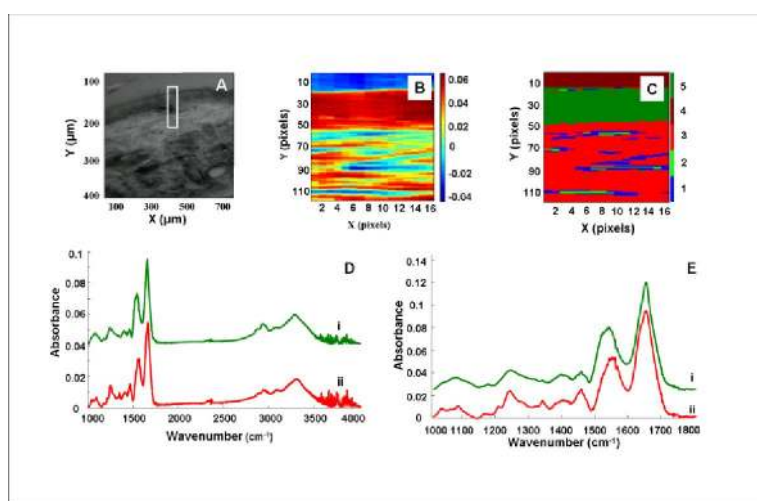 A
100
200
300
400
Y (µm)
100 300 500 700
X (µm)
B
10
30
50
70
90
110
Y (pixels)
2 4 6 8 10 12 14 16
X (pixels)
0.06
0.04
0.02
0
-0.02
-0.04
C
10
30
50
70
90
110
Y (pixels)
2 4 6 8 10 12 14 16
X (pixels)
5
4
3
2
1
D
0.1
0.08
0.06
0.04
0.02
0
Absorbance
i
ii
1000 1500 2000 2500 3000 3500 4000
Wavenumber (cm-1)
E
0.14
0.12
0.10
0.08
0.06
0.04
0.02
0
Absorbance
i
ii
1000 1100 1200 1300 1400 1500 1600 1700 1800
Wavenumber (cm-1)